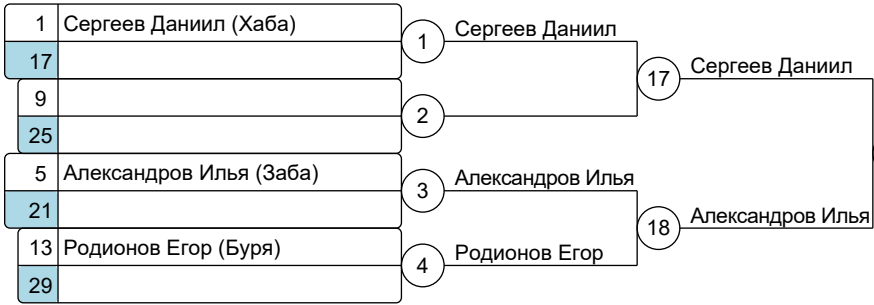 1 Сергеев Даниил (Хаба)
17
1 Сергеев Даниил
9
25
2
17 Сергеев Даниил
5 Александров Илья (Заба)
21
3 Александров Илья
13 Родионов Егор (Буря)
29
4 Родионов Егор
18 Александров Илья